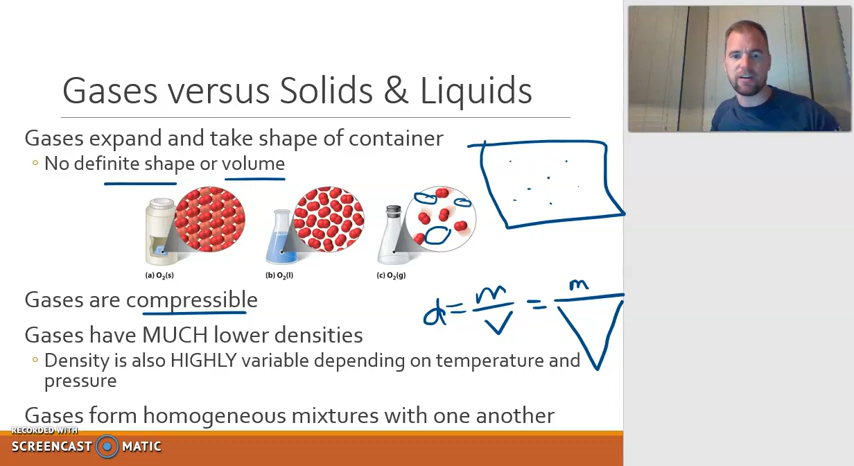 Gases versus Solids & Liquids
Gases expand and take shape of container
◦ No definite shape or volume
(a) O₂(s)
(b) O₂(l)
(c) O₂(g)
Gases are compressible
d = m/V = m/V
Gases have MUCH lower densities
◦ Density is also HIGHLY variable depending on temperature and
pressure
Gases form homogeneous mixtures with one another
RECORDED WITH
SCREENCAST MATIC